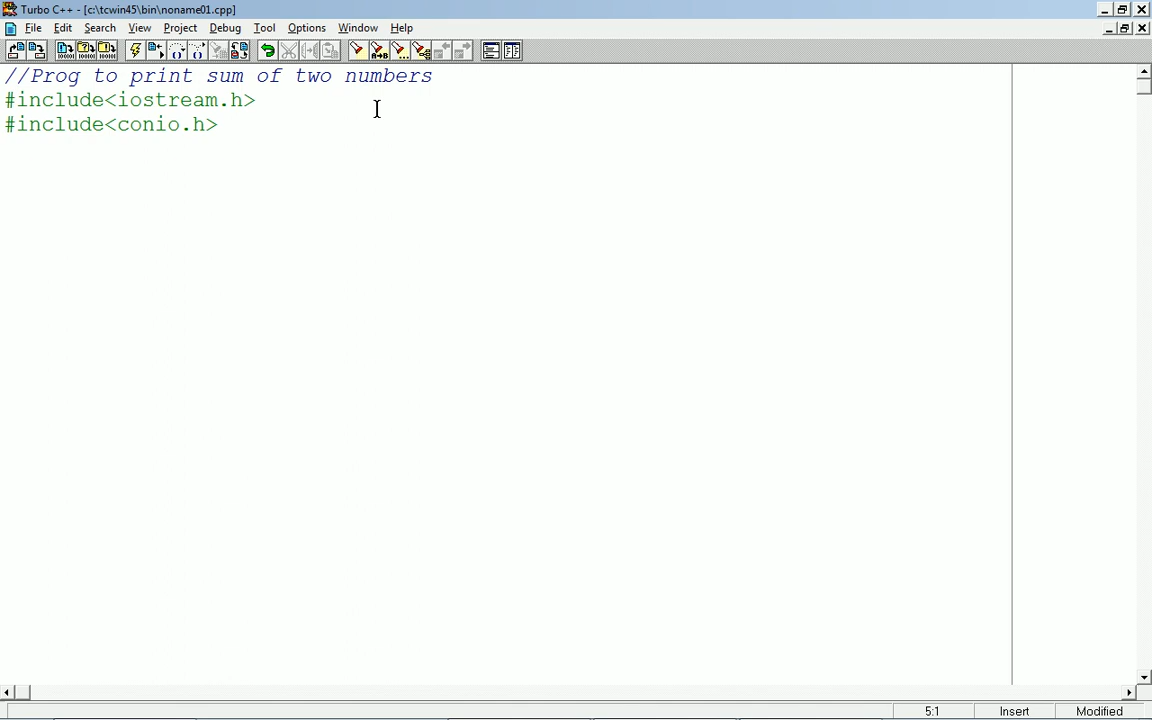 Turbo C++ - [c:\tcwin45\bin\noname01.cpp]
File Edit Search View Project Debug Tool Options Window Help
//Prog to print sum of two numbers
#include<iostream.h>
#include<conio.h>
5:1 Insert Modified